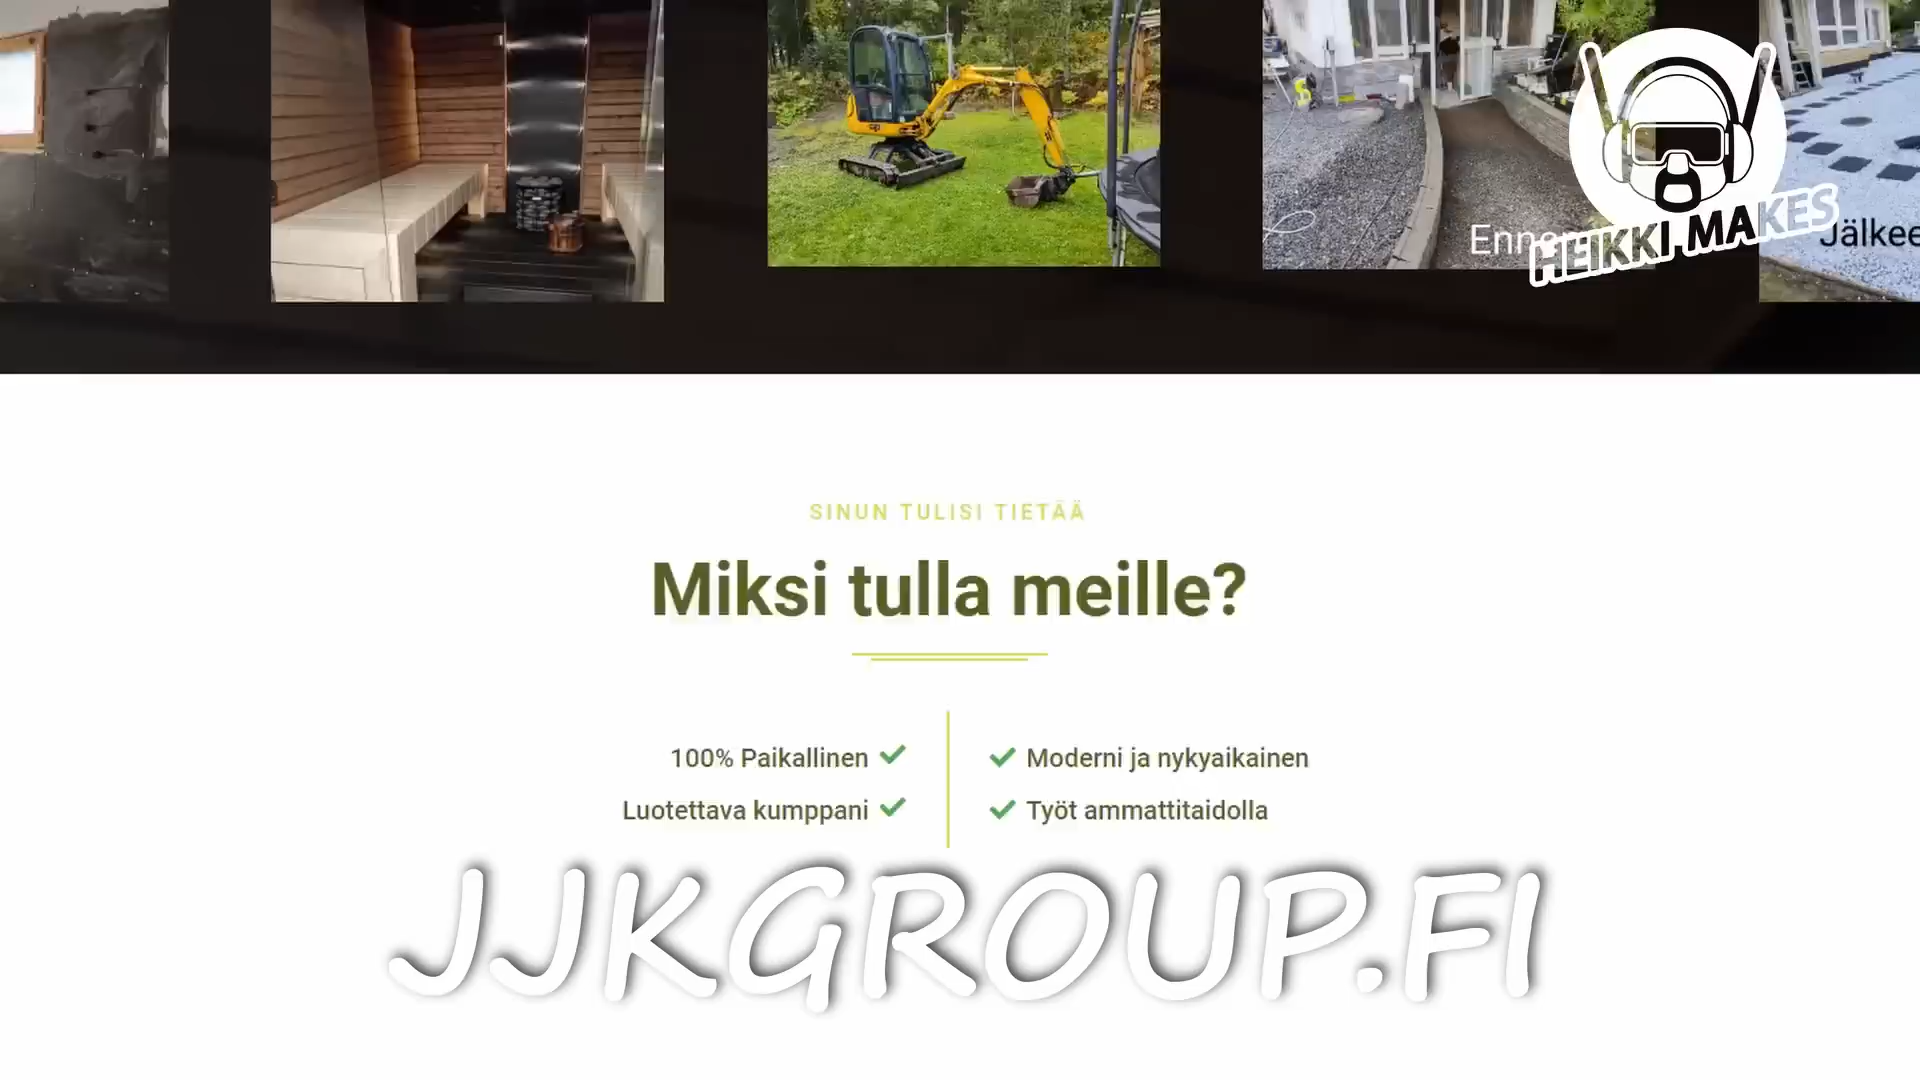 HEIKKI MAKES
Jälkee
SINUN TULISI TIETÄÄ
Miksi tulla meille?
100% Paikallinen
Luotettava kumppani
Moderni ja nykyaikainen
Työt ammattitaidolla
JJKGROUP.FI